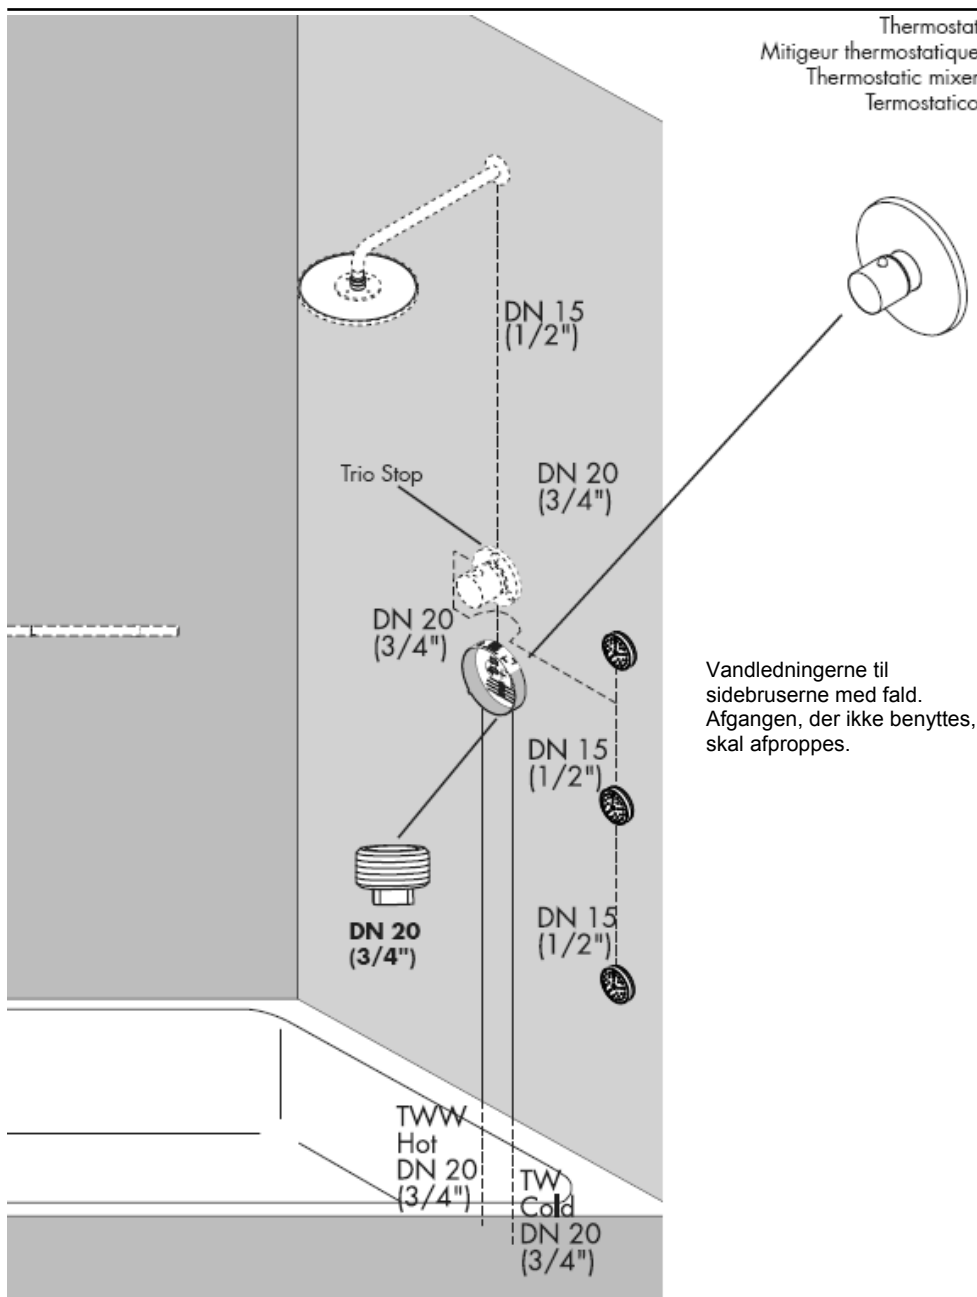 Thermostat
Mitigeur thermostatique
Thermostatic mixer
Termostatico
DN 15
(1/2")
Trio Stop
DN 20
(3/4")
DN 20
(3/4")
Vandledningerne til
sidebruserne med fald.
Afgangen, der ikke benyttes,
skal afproppes.
DN 15
(1/2")
DN 20
(3/4")
DN 15
(1/2")
TWW
Hot
DN 20
(3/4")
TW
Cold
DN 20
(3/4")